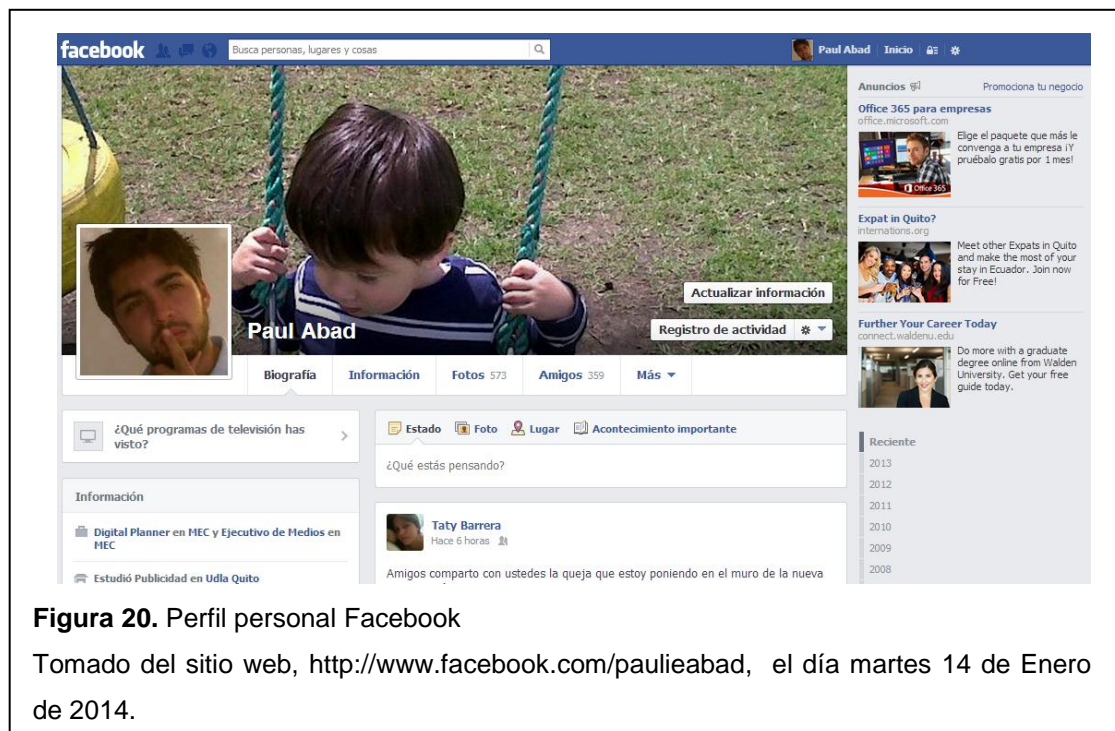 facebook
Busca personas, lugares y cosas
Paul Abad Inicio
Anuncios Promociona tu negocio
Office 365 para empresas
office.microsoft.com
Elige el paquete que más le
convenga a tu empresa ¡Y
pruébalo gratis por 1 mes!
Office 365
Expat in Quito?
internations.org
Meet other Expats in Quito
and make the most of your
stay in Ecuador. Join now
for Free!
Further Your Career Today
connect.waldenu.edu
Do more with a graduate
degree online from Walden
University. Get your free
guide today.
Actualizar información
Paul Abad
Registro de actividad
Biografía Información Fotos 573 Amigos 359 Más
¿Qué programas de televisión has
visto?
Estado Foto Lugar Acontecimiento importante
¿Qué estás pensando?
Información
Digital Planner en MEC y Ejecutivo de Medios en
MEC
Estudió Publicidad en Udla Quito
Taty Barrera
Hace 6 horas
Amigos comparto con ustedes la queja que estoy poniendo en el muro de la nueva
Reciente
2013
2012
2011
2010
2009
2008
Figura 20. Perfil personal Facebook
Tomado del sitio web, http://www.facebook.com/paulieabad, el día martes 14 de Enero
de 2014.